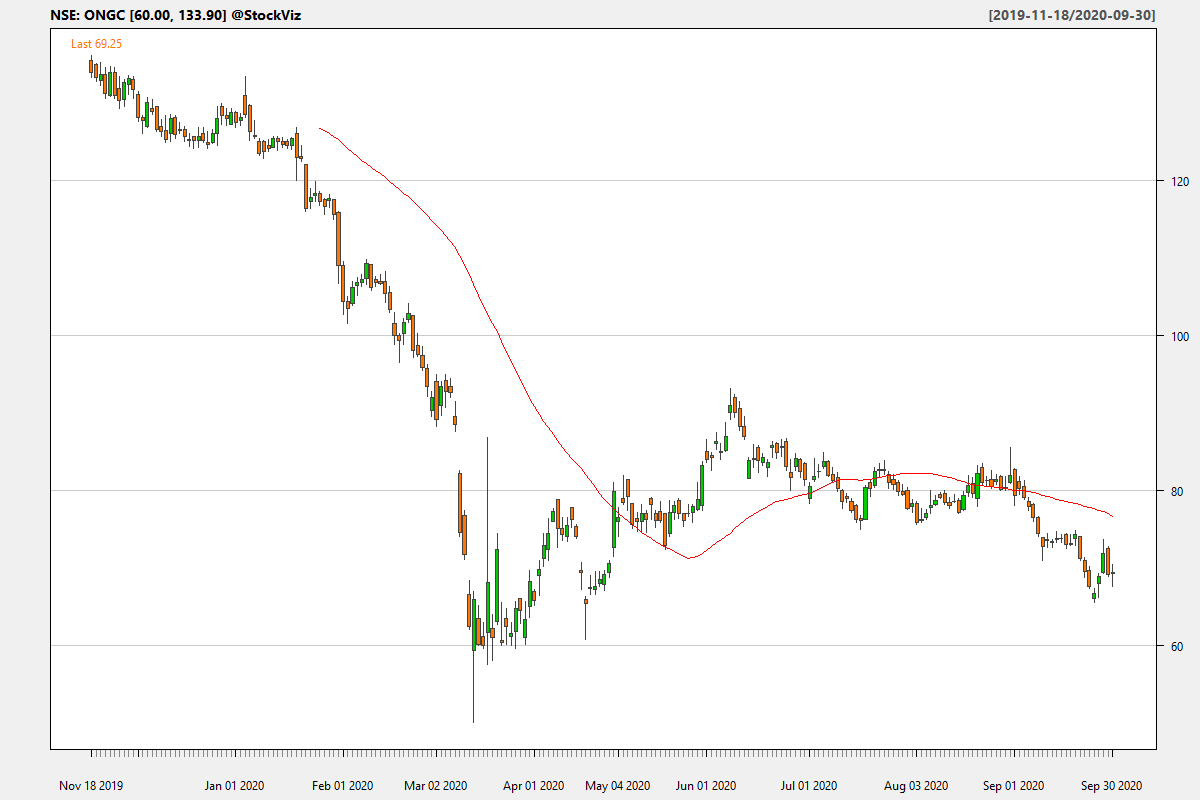 NSE: ONGC [60.00, 133.90] @StockViz [2019-11-18/2020-09-30]
Last 69.25
120
100
80
60
Nov 18 2019 Jan 01 2020 Feb 01 2020 Mar 02 2020 Apr 01 2020 May 04 2020 Jun 01 2020 Jul 01 2020 Aug 03 2020 Sep 01 2020 Sep 30 2020